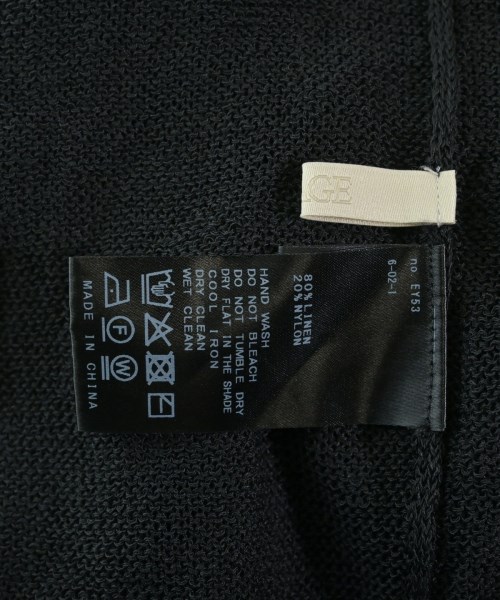 GE
no. EY53
6-02-1
80% LINEN
20% NYLON
HAND WASH
DO NOT BLEACH
DO NOT TUMBLE DRY
DRY FLAT IN THE SHADE
COOL IRON
DRY CLEAN
WET CLEAN
F
W
MADE IN CHINA